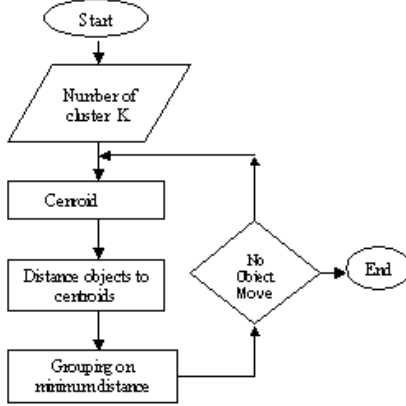 Start
Number of
cluster K
Cenroid
Distance objects to
centroids
Grouping on
minimum distance
No
Object
Move
End